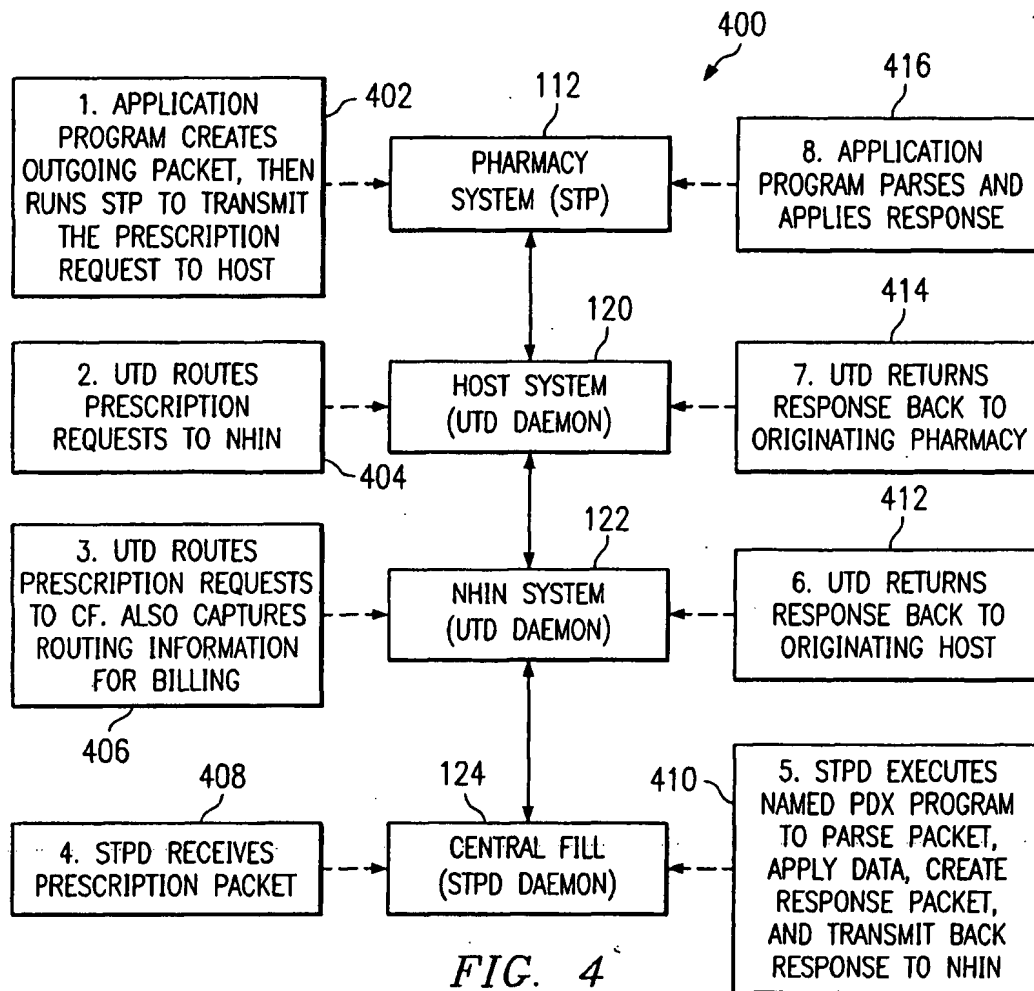 400
402
1. APPLICATION
PROGRAM CREATES
OUTGOING PACKET, THEN
RUNS STP TO TRANSMIT
THE PRESCRIPTION
REQUEST TO HOST
112
PHARMACY
SYSTEM (STP)
416
8. APPLICATION
PROGRAM PARSES AND
APPLIES RESPONSE
2. UTD ROUTES
PRESCRIPTION
REQUESTS TO NHIN
404
120
HOST SYSTEM
(UTD DAEMON)
414
7. UTD RETURNS
RESPONSE BACK TO
ORIGINATING PHARMACY
3. UTD ROUTES
PRESCRIPTION REQUESTS
TO CF. ALSO CAPTURES
ROUTING INFORMATION
FOR BILLING
406
122
NHIN SYSTEM
(UTD DAEMON)
412
6. UTD RETURNS
RESPONSE BACK TO
ORIGINATING HOST
408
4. STPD RECEIVES
PRESCRIPTION PACKET
124
CENTRAL FILL
(STPD DAEMON)
410
5. STPD EXECUTES
NAMED PDX PROGRAM
TO PARSE PACKET,
APPLY DATA, CREATE
RESPONSE PACKET,
AND TRANSMIT BACK
RESPONSE TO NHIN
FIG. 4